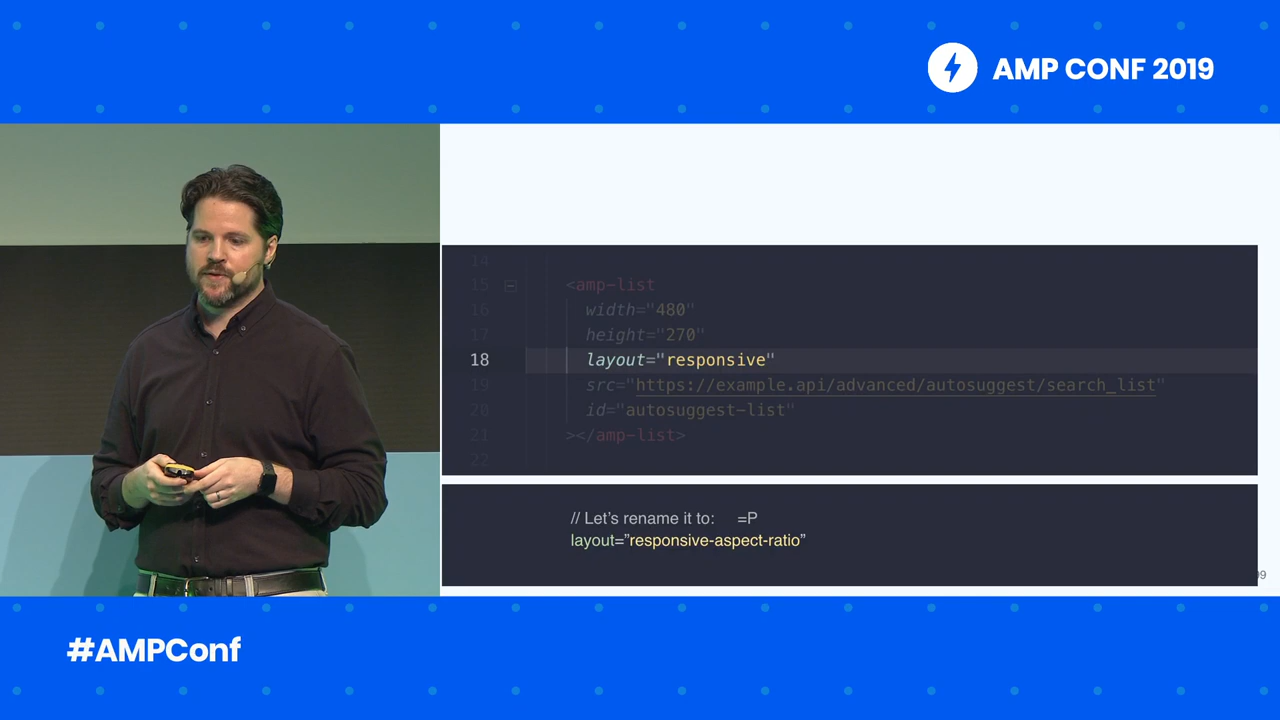 AMP CONF 2019
14
15 <amp-list
16 width="480"
17 height="270"
18 layout="responsive"
19 src="https://example.api/advanced/autosuggest/search_list"
20 id="autosuggest-list"
21 ></amp-list>
22
// Let’s rename it to: =P
layout=”responsive-aspect-ratio”
99
#AMPConf